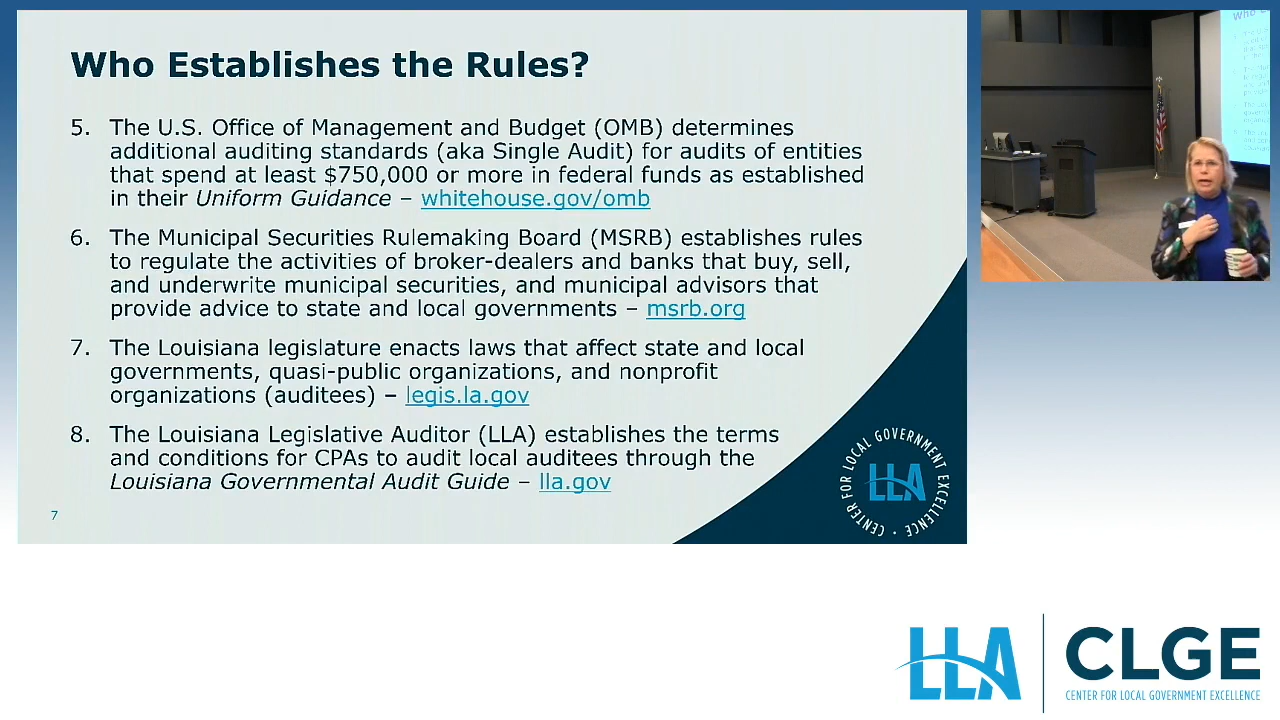 Who Establishes the Rules?
5. The U.S. Office of Management and Budget (OMB) determines
additional auditing standards (aka Single Audit) for audits of entities
that spend at least $750,000 or more in federal funds as established
in their Uniform Guidance – whitehouse.gov/omb
6. The Municipal Securities Rulemaking Board (MSRB) establishes rules
to regulate the activities of broker-dealers and banks that buy, sell,
and underwrite municipal securities, and municipal advisors that
provide advice to state and local governments – msrb.org
7. The Louisiana legislature enacts laws that affect state and local
governments, quasi-public organizations, and nonprofit
organizations (auditees) – legis.la.gov
8. The Louisiana Legislative Auditor (LLA) establishes the terms
and conditions for CPAs to audit local auditees through the
Louisiana Governmental Audit Guide – lla.gov
7
CENTER FOR LOCAL GOVERNMENT EXCELLENCE
LLA
LLA
CLGE
CENTER FOR LOCAL GOVERNMENT EXCELLENCE